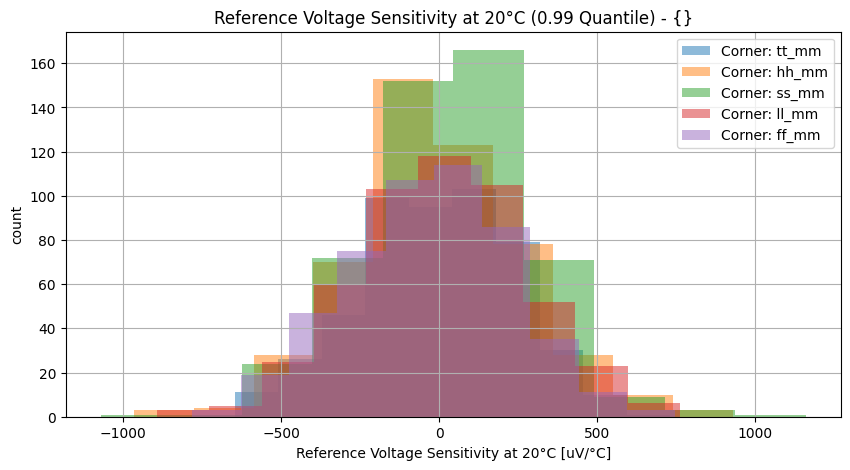 Reference Voltage Sensitivity at 20°C (0.99 Quantile) - {}
Corner: tt_mm
Corner: hh_mm
Corner: ss_mm
Corner: ll_mm
Corner: ff_mm
160
140
120
100
80
60
40
20
0
count
−1000
−500
0
500
1000
Reference Voltage Sensitivity at 20°C [uV/°C]